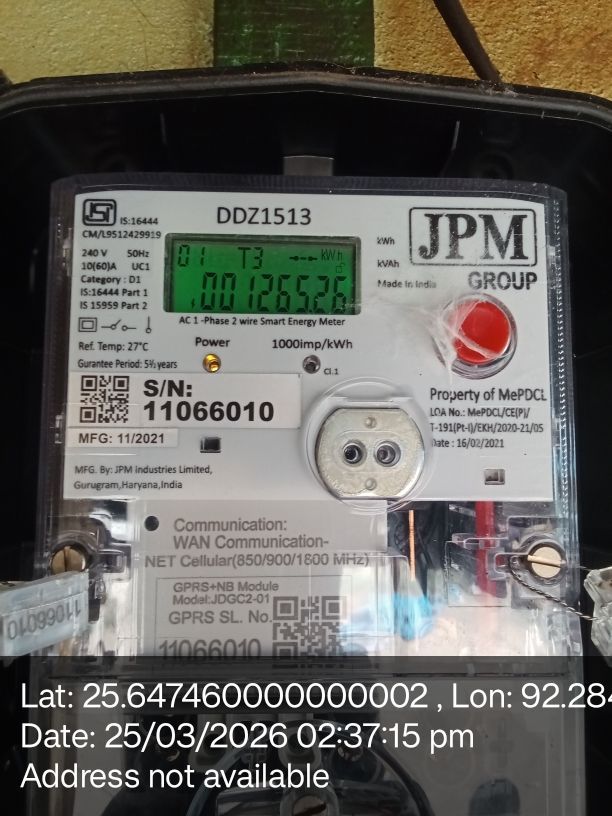 IS:16444
CM/L9512429919
DDZ1513
JPM
GROUP
240 V 50Hz
10(60)A UC1
Category : D1
IS:16444 Part 1
IS 15959 Part 2
01 T3 kWh
001265.26
kWh
kVAh
Made In India
AC 1 -Phase 2 wire Smart Energy Meter
Ref. Temp: 27°C
Gurantee Period: 5½ years
Power 1000imp/kWh
Cl.1
S/N:
11066010
MFG: 11/2021
Property of MePDCL
LOA No.: MePDCL/CE(P)/
T-191(Pt-I)/EKH/2020-21/05
Date : 16/02/2021
MFG. By: JPM Industries Limited,
Gurugram,Haryana,India
Communication:
WAN Communication-
NET Cellular(850/900/1800 MHz)
GPRS+NB Module
Model:JDGC2-01
GPRS SL. No.
11066010
11066010
Lat: 25.647460000000002 , Lon: 92.284
Date: 25/03/2026 02:37:15 pm
Address not available